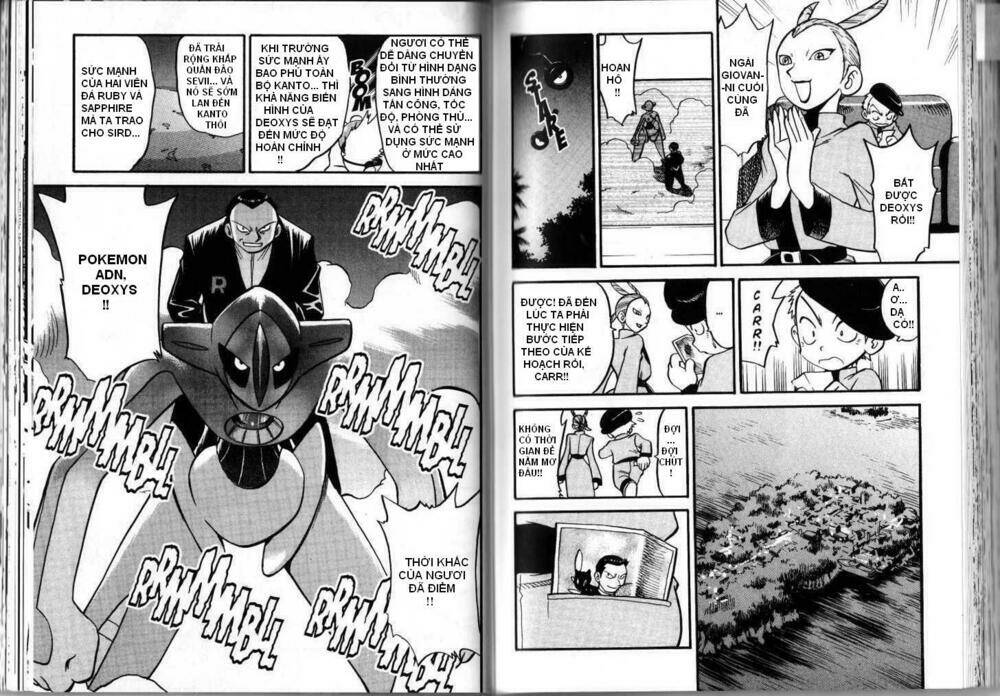 NGÀI
GIOVAN-
NI CUỐI
CÙNG
ĐÃ
BẮT
ĐƯỢC
DEOXYS
RỒI!!
HOAN
HÔ
STARE
A..
Ơ...
DẠ
CÓ!!
CARR!!
...
ĐƯỢC! ĐÃ ĐẾN
LÚC TA PHẢI
THỰC HIỆN
BƯỚC TIẾP
THEO CỦA KẾ
HOẠCH RỒI,
CARR!!
ĐỢI
...
ĐỢI
CHÚT
!
KHÔNG
CÓ THỜI
GIAN ĐỂ
NẰM MƠ
ĐÂU!!
NGƯƠI CÓ THỂ
DỄ DÀNG CHUYỂN
ĐỔI TỪ HÌNH DẠNG
BÌNH THƯỜNG
SANG HÌNH DÁNG
TẤN CÔNG, TỐC
ĐỘ, PHÒNG THỦ...
VÀ CÓ THỂ SỬ
DỤNG SỨC MẠNH
Ở MỨC CAO
NHẤT
BOOM
KHI TRƯỜNG
SỨC MẠNH ẤY
BAO PHỦ TOÀN
BỘ KANTO... THÌ
KHẢ NĂNG BIẾN
HÌNH CỦA
DEOXYS SẼ ĐẠT
ĐẾN MỨC ĐỘ
HOÀN CHỈNH
!!
SỨC MẠNH
CỦA HAI VIÊN
ĐÁ RUBY VÀ
SAPPHIRE
MÀ TA TRAO
CHO SIRD...
ĐÃ TRẢI
RỘNG KHẮP
QUẦN ĐẢO
SEVII... VÀ
NÓ SẼ SỚM
LAN ĐẾN
KANTO
THÔI
POKEMON
ADN,
DEOXYS
!!
R
RRMMMMBLL
RRMMMMBLL
RRMMMMBLL
RRMMMMBLL
RRMMMMBLL
THỜI KHẮC
CỦA NGƯƠI
ĐÃ ĐIỂM
!!